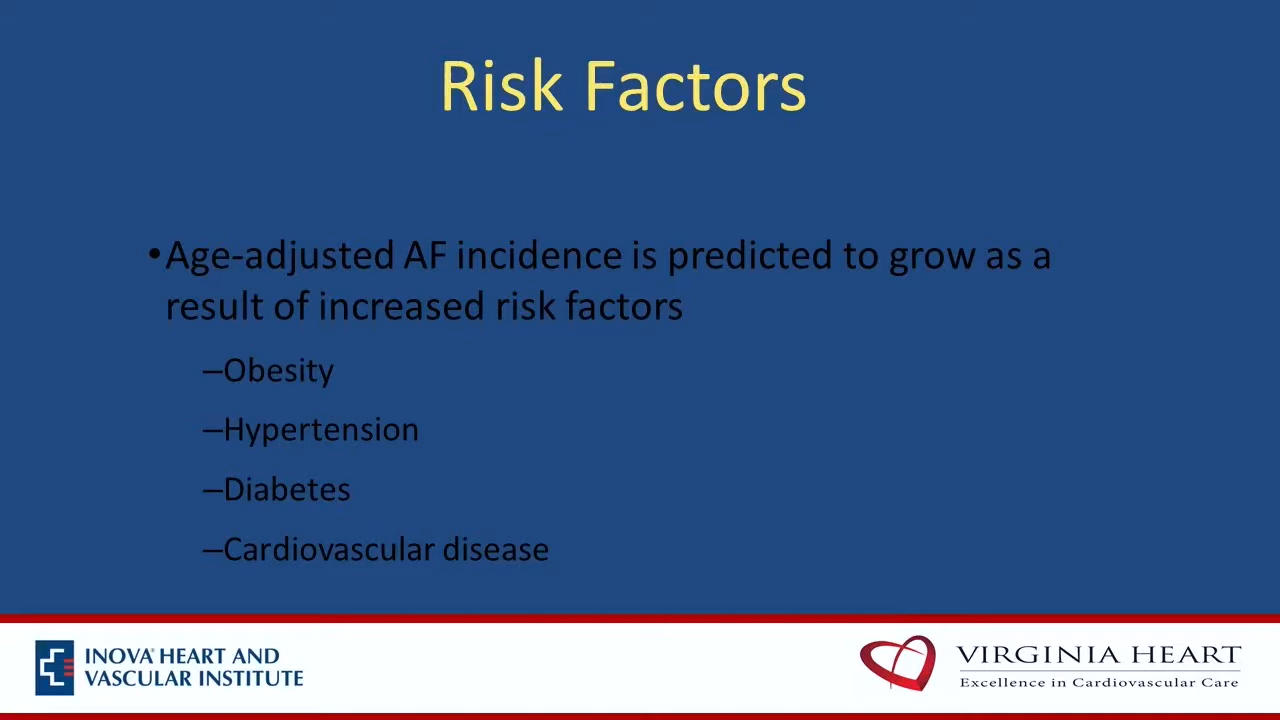 Risk Factors
•Age-adjusted AF incidence is predicted to grow as a
result of increased risk factors
–Obesity
–Hypertension
–Diabetes
–Cardiovascular disease
INOVA® HEART AND
VASCULAR INSTITUTE
VIRGINIA HEART
Excellence in Cardiovascular Care